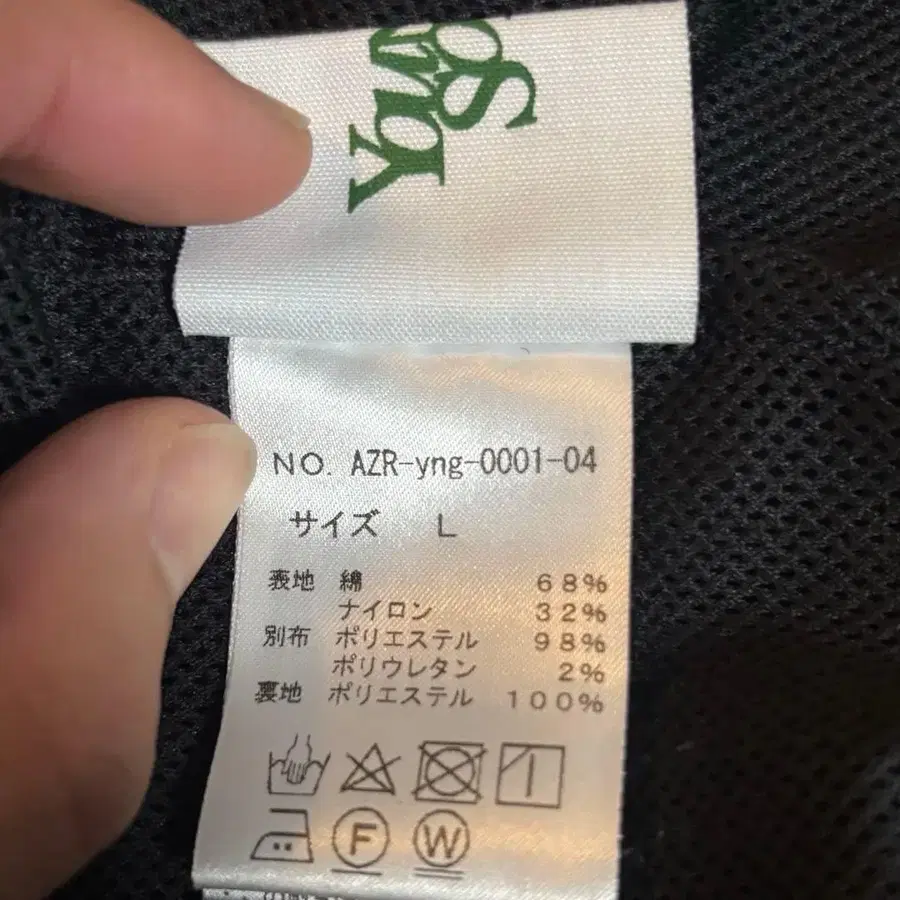 NO. AZR-yng-0001-04
サイズ L
表地 綿 68%
ナイロン 32%
別布 ポリエステル 98%
ポリウレタン 2%
裏地 ポリエステル 100%
F W